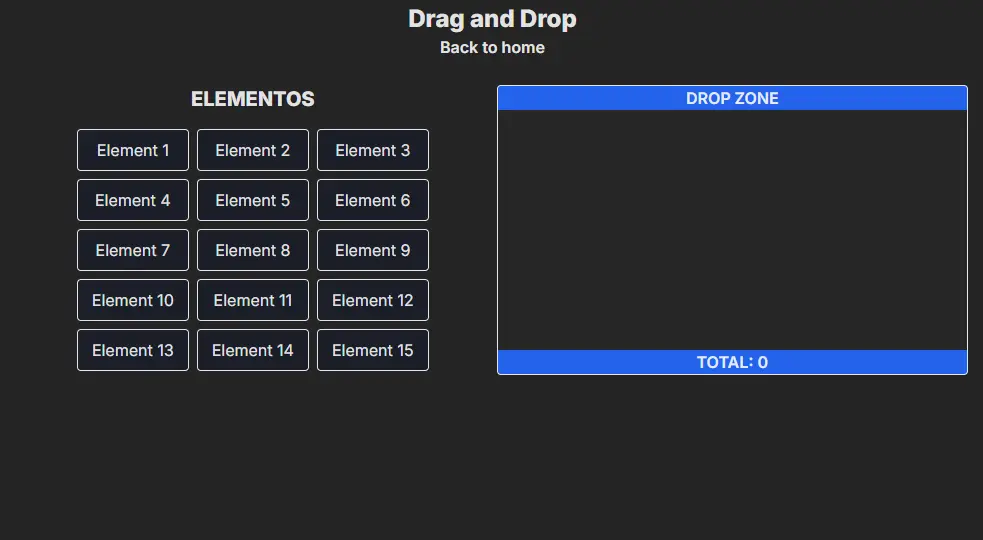 Drag and Drop
Back to home
ELEMENTOS
Element 1
Element 2
Element 3
Element 4
Element 5
Element 6
Element 7
Element 8
Element 9
Element 10
Element 11
Element 12
Element 13
Element 14
Element 15
DROP ZONE
TOTAL: 0